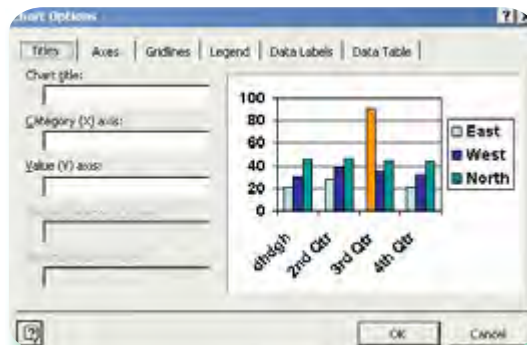 Chart Options
Titles Axes Gridlines Legend Data Labels Data Table
Chart title:
Category (X) axis:
Value (Y) axis:
100
80
60
40
20
0
dhdgh 2nd Qtr 3rd Qtr 4th Qtr
East
West
North
OK Cancel